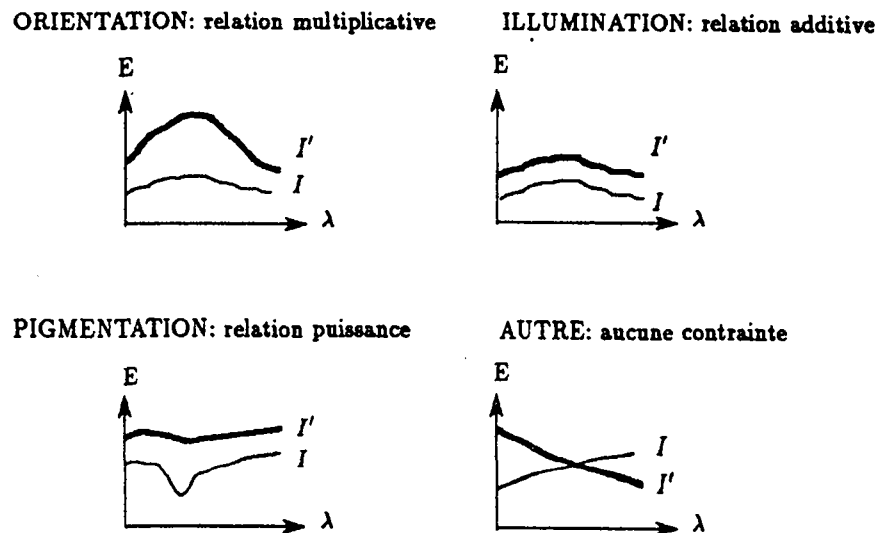 ORIENTATION: relation multiplicative
E
I'
I
λ
ILLUMINATION: relation additive
E
I'
I
λ
PIGMENTATION: relation puissance
E
I'
I
λ
AUTRE: aucune contrainte
E
I
I'
λ